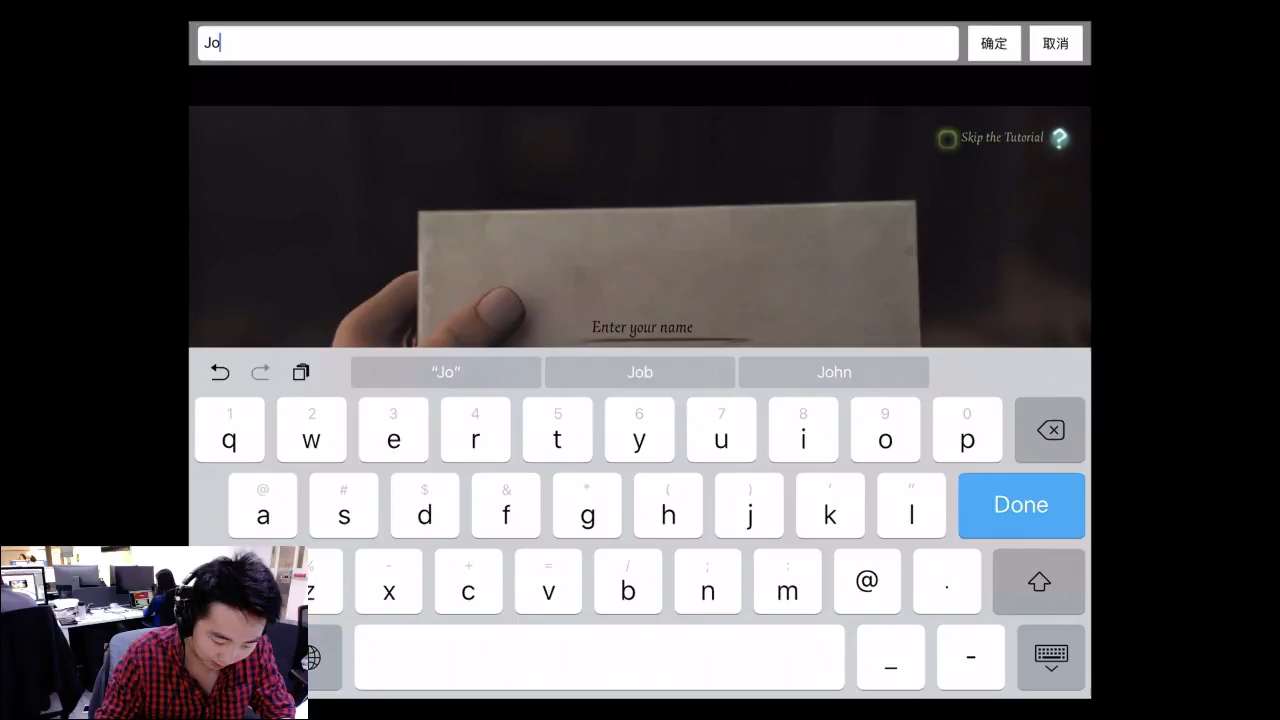 Jo
确定
取消
Skip the Tutorial ?
Enter your name
“Jo”
Job
John
1 2 3 4 5 6 7 8 9 0
q w e r t y u i o p
@ # $ & * ( ) ' "
a s d f g h j k l
Done
% - + = / ; :
z x c v b n m @ .
_ -